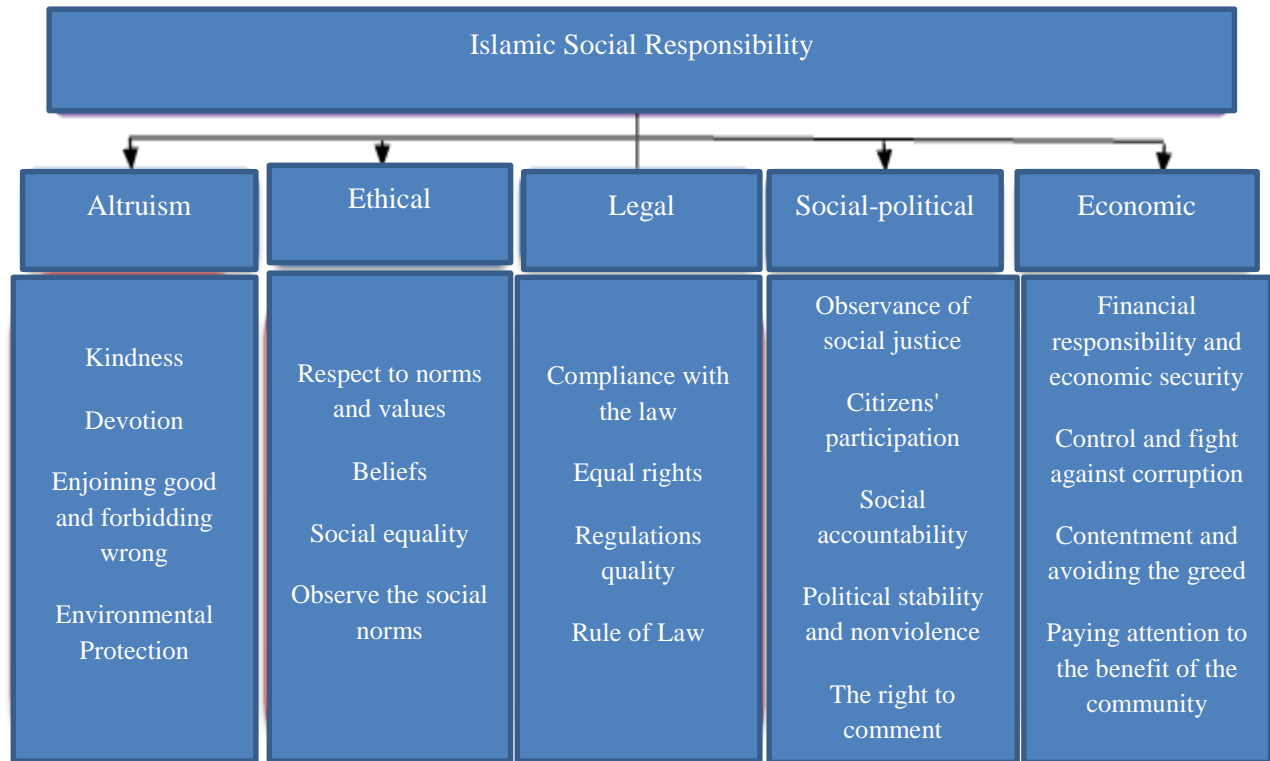 Islamic Social Responsibility
Altruism
Ethical
Legal
Social-political
Economic
Kindness
Devotion
Enjoining good
and forbidding
wrong
Environmental
Protection
Respect to norms
and values
Beliefs
Social equality
Observe the social
norms
Compliance with
the law
Equal rights
Regulations
quality
Rule of Law
Observance of
social justice
Citizens'
participation
Social
accountability
Political stability
and nonviolence
The right to
comment
Financial
responsibility and
economic security
Control and fight
against corruption
Contentment and
avoiding the greed
Paying attention to
the benefit of the
community